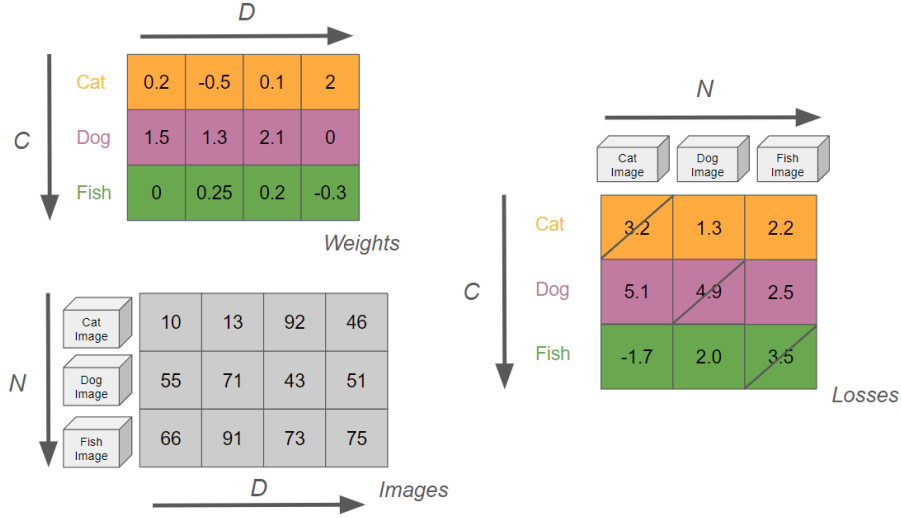 D
C
Cat 0.2 -0.5 0.1 2
Dog 1.5 1.3 2.1 0
Fish 0 0.25 0.2 -0.3
Weights
N
Cat Image 10 13 92 46
Dog Image 55 71 43 51
Fish Image 66 91 73 75
D
Images
N
Cat Image
Dog Image
Fish Image
C
Cat 3.2 1.3 2.2
Dog 5.1 4.9 2.5
Fish -1.7 2.0 3.5
Losses